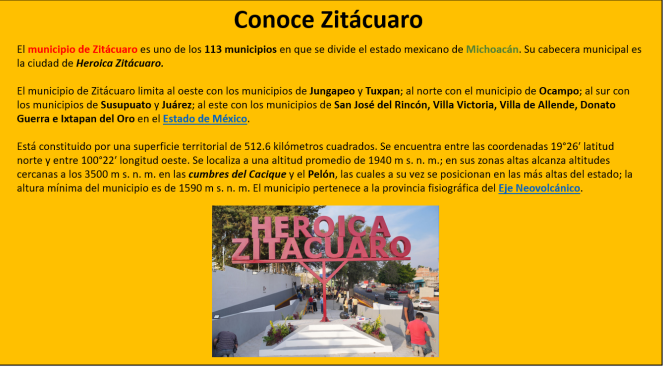 Conoce Zitácuaro
El municipio de Zitácuaro es uno de los 113 municipios en que se divide el estado mexicano de Michoacán. Su cabecera municipal es
la ciudad de Heroica Zitácuaro.
El municipio de Zitácuaro limita al oeste con los municipios de Jungapeo y Tuxpan; al norte con el municipio de Ocampo; al sur con
los municipios de Susupuato y Juárez; al este con los municipios de San José del Rincón, Villa Victoria, Villa de Allende, Donato
Guerra e Ixtapan del Oro en el Estado de México.
Está constituido por una superficie territorial de 512.6 kilómetros cuadrados. Se encuentra entre las coordenadas 19°26′ latitud
norte y entre 100°22′ longitud oeste. Se localiza a una altitud promedio de 1940 m s. n. m.; en sus zonas altas alcanza altitudes
cercanas a los 3500 m s. n. m. en las cumbres del Cacique y el Pelón, las cuales a su vez se posicionan en las más altas del estado; la
altura mínima del municipio es de 1590 m s. n. m. El municipio pertenece a la provincia fisiográfica del Eje Neovolcánico.
HEROICA
ZITACUARO